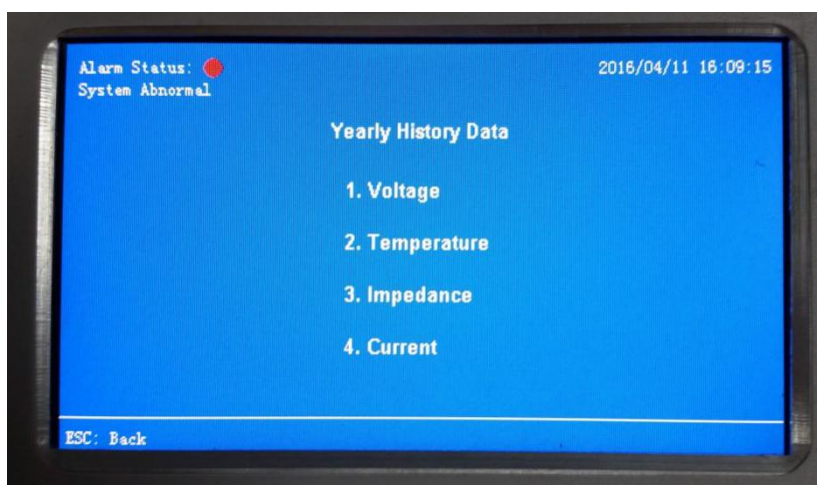 Alarm Status:
2016/04/11 16:09:15
System Abnormal
Yearly History Data
1. Voltage
2. Temperature
3. Impedance
4. Current
ESC: Back